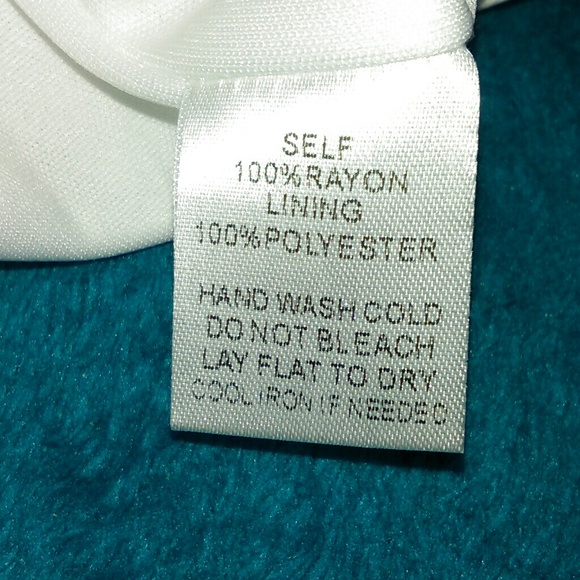 SELF
100%RAYON
LINING
100%POLYESTER
HAND WASH COLD
DO NOT BLEACH
LAY FLAT TO DRY
COOL IRON IF NEEDED